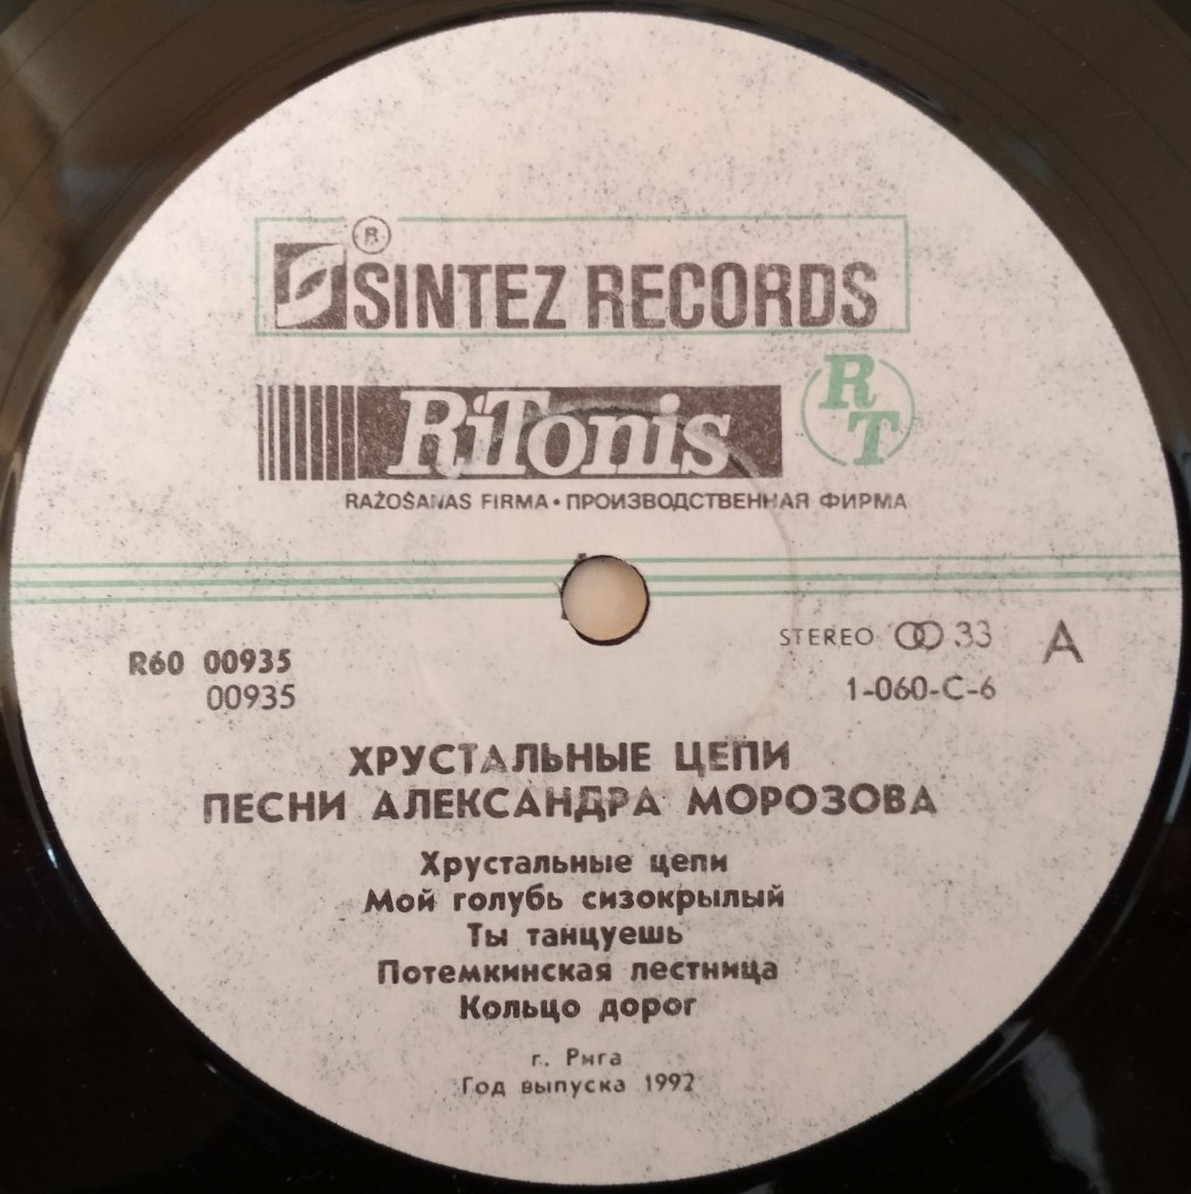 ®
SINTEZ RECORDS
RiTonis
RT
RAŽOŠANAS FIRMA • ПРОИЗВОДСТВЕННАЯ ФИРМА
STEREO 33 A
R60 00935
00935
1-060-C-6
ХРУСТАЛЬНЫЕ ЦЕПИ
ПЕСНИ АЛЕКСАНДРА МОРОЗОВА
Хрустальные цепи
Мой голубь сизокрылый
Ты танцуешь
Потемкинская лестница
Кольцо дорог
г. Рига
Год выпуска 1992